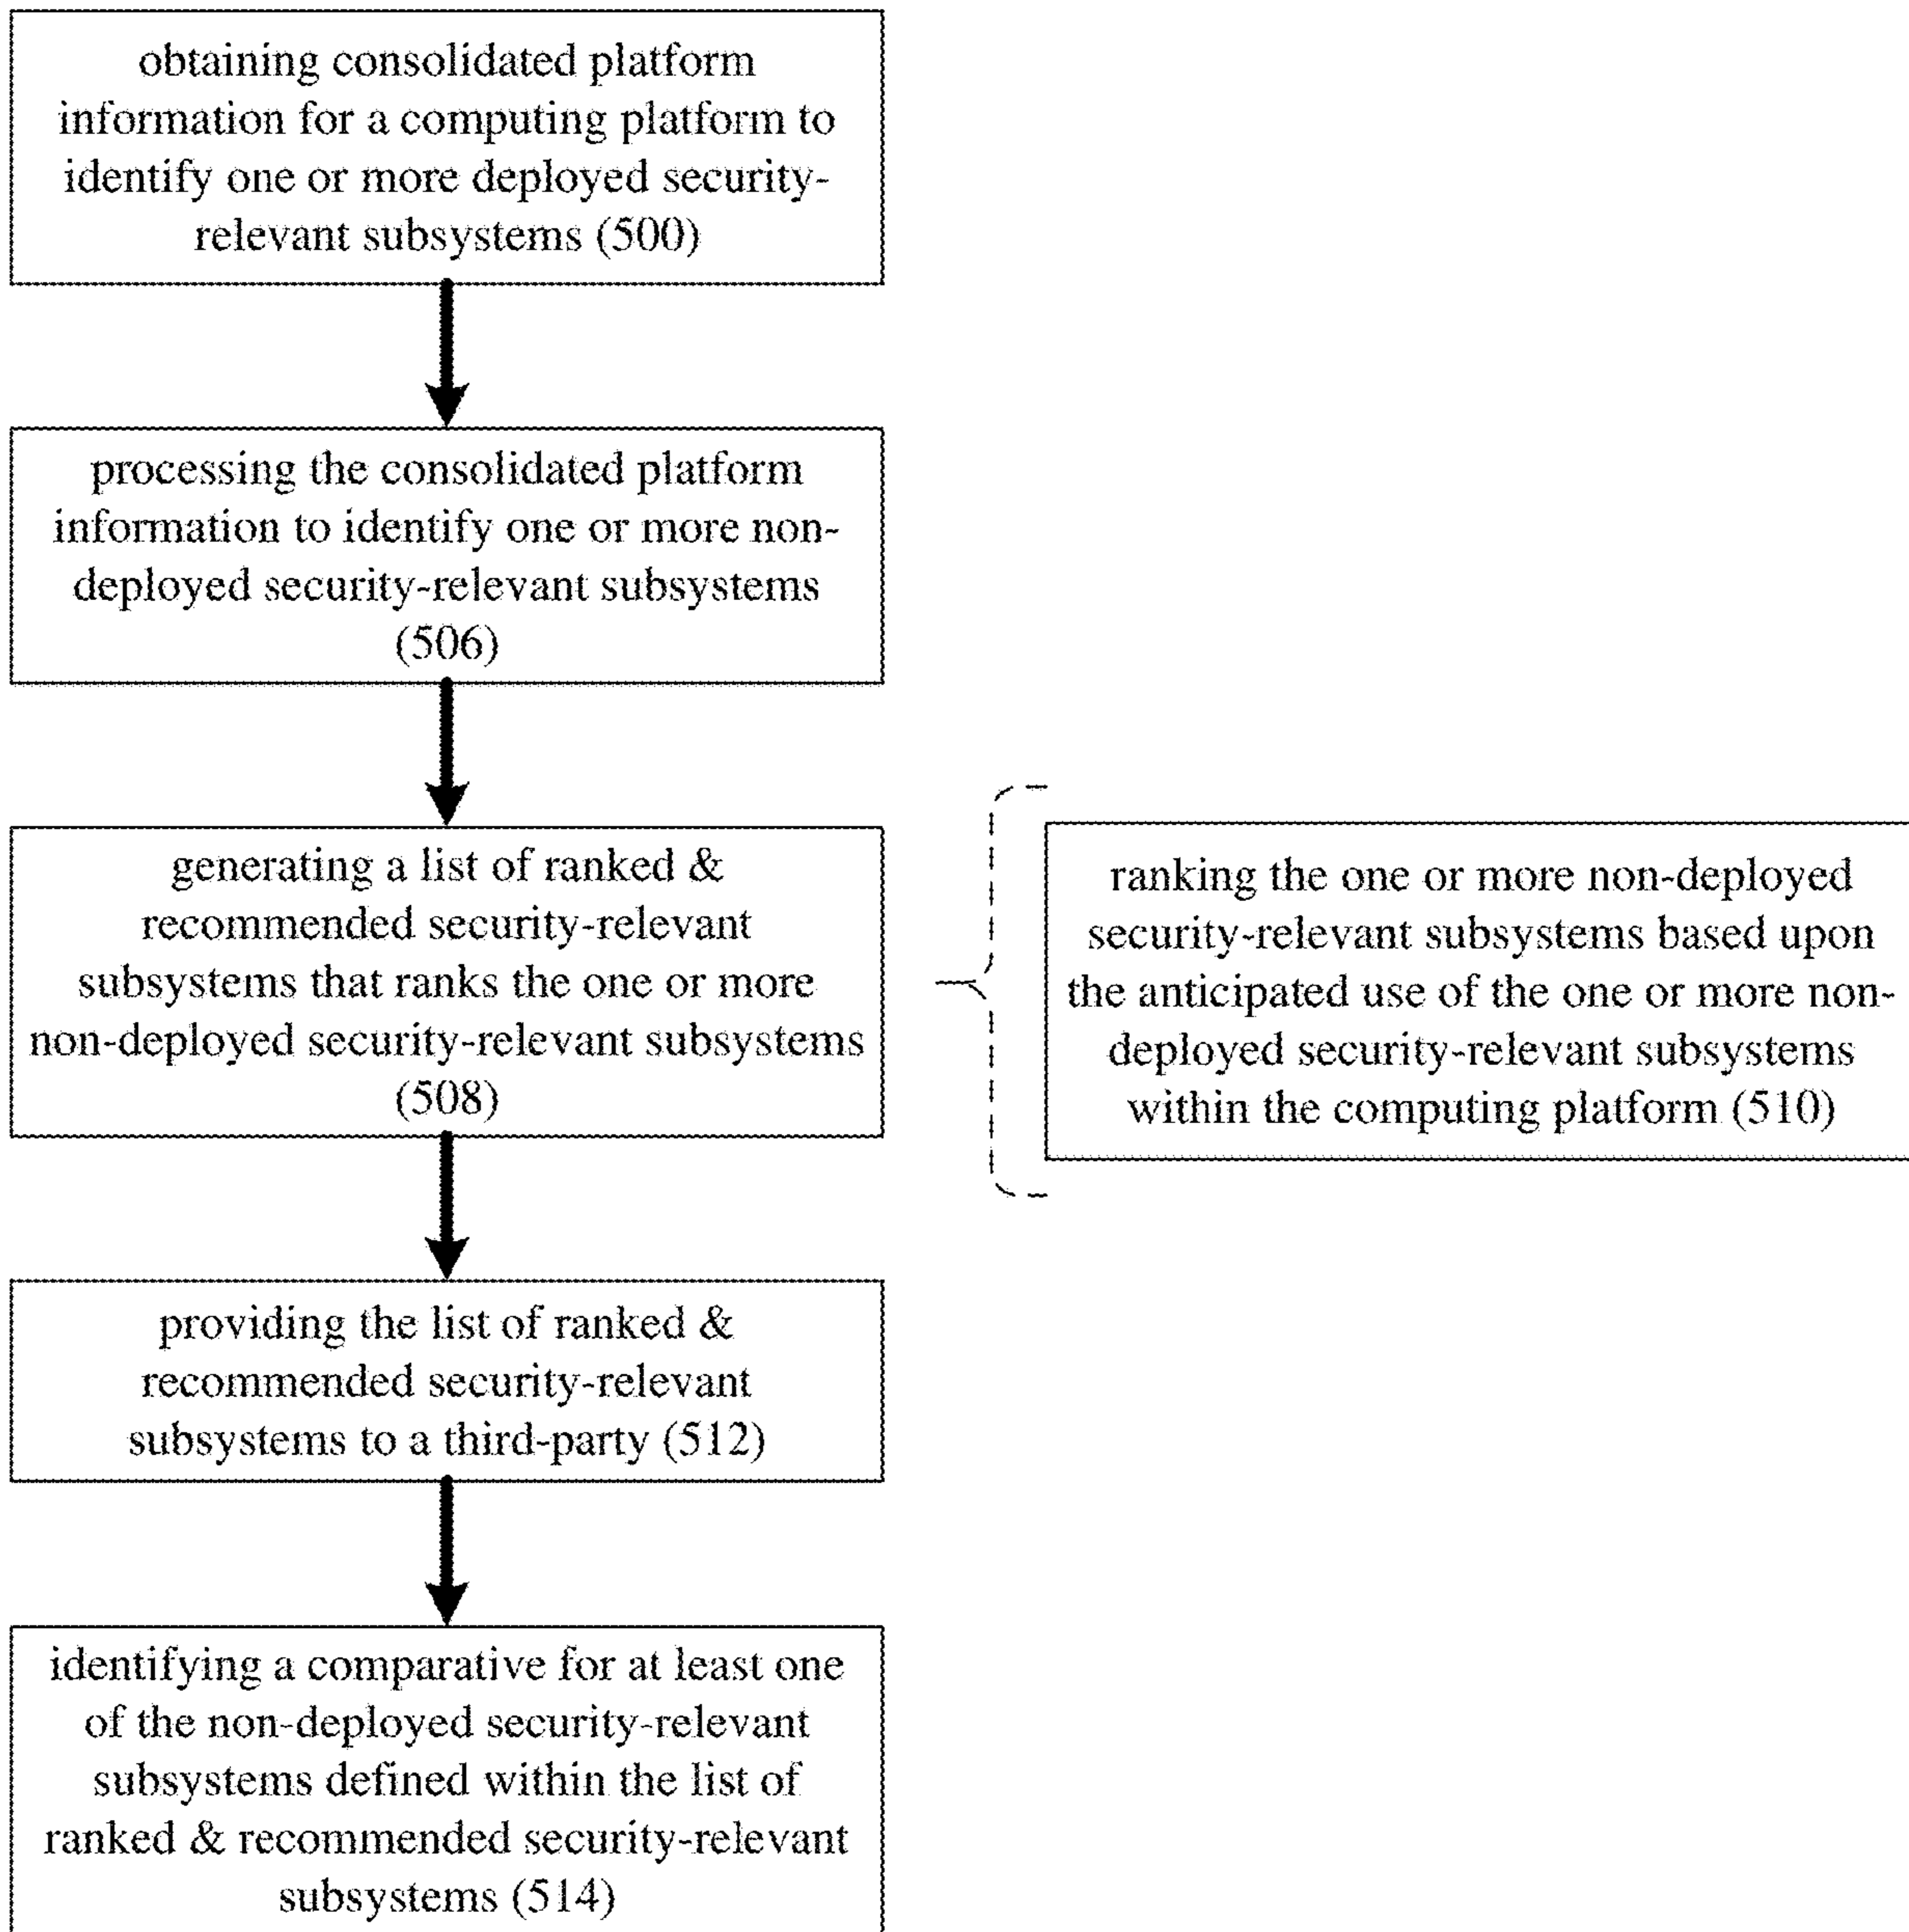 obtaining consolidated platform
information for a computing platform to
identify one or more deployed security-
relevant subsystems (500)
processing the consolidated platform
information to identify one or more non-
deployed security-relevant subsystems
(506)
generating a list of ranked &
recommended security-relevant
subsystems that ranks the one or more
non-deployed security-relevant subsystems
(508)
ranking the one or more non-deployed
security-relevant subsystems based upon
the anticipated use of the one or more non-
deployed security-relevant subsystems
within the computing platform (510)
providing the list of ranked &
recommended security-relevant
subsystems to a third-party (512)
identifying a comparative for at least one
of the non-deployed security-relevant
subsystems defined within the list of
ranked & recommended security-relevant
subsystems (514)